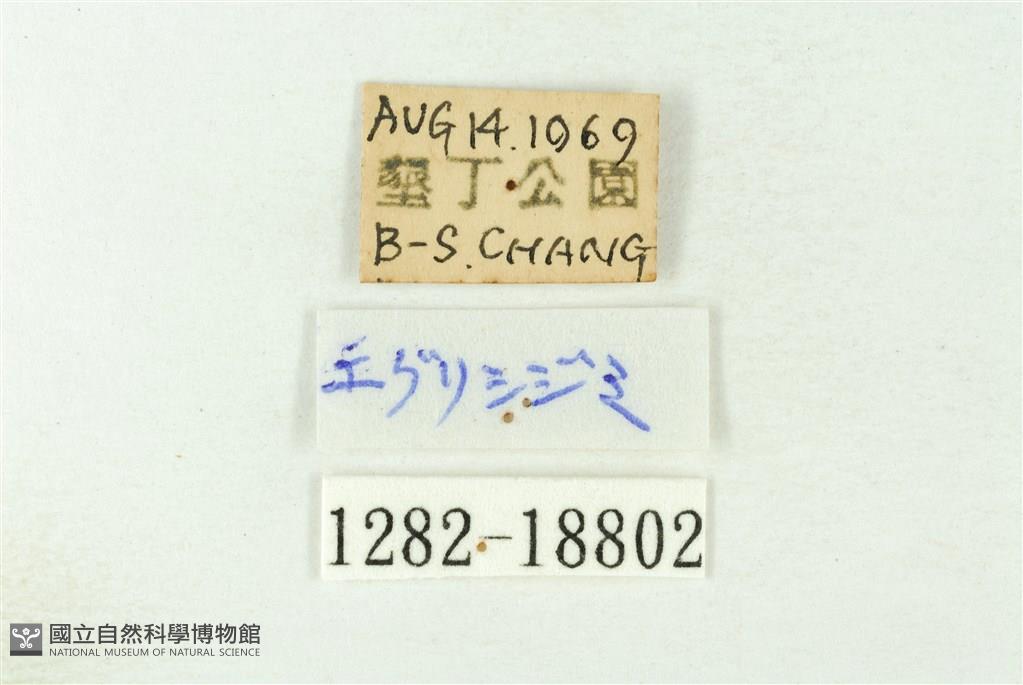 AUG 14.1969
墾丁公園
B-S.CHANG
エグリシジミ
1282-18802
國立自然科學博物館
NATIONAL MUSEUM OF NATURAL SCIENCE